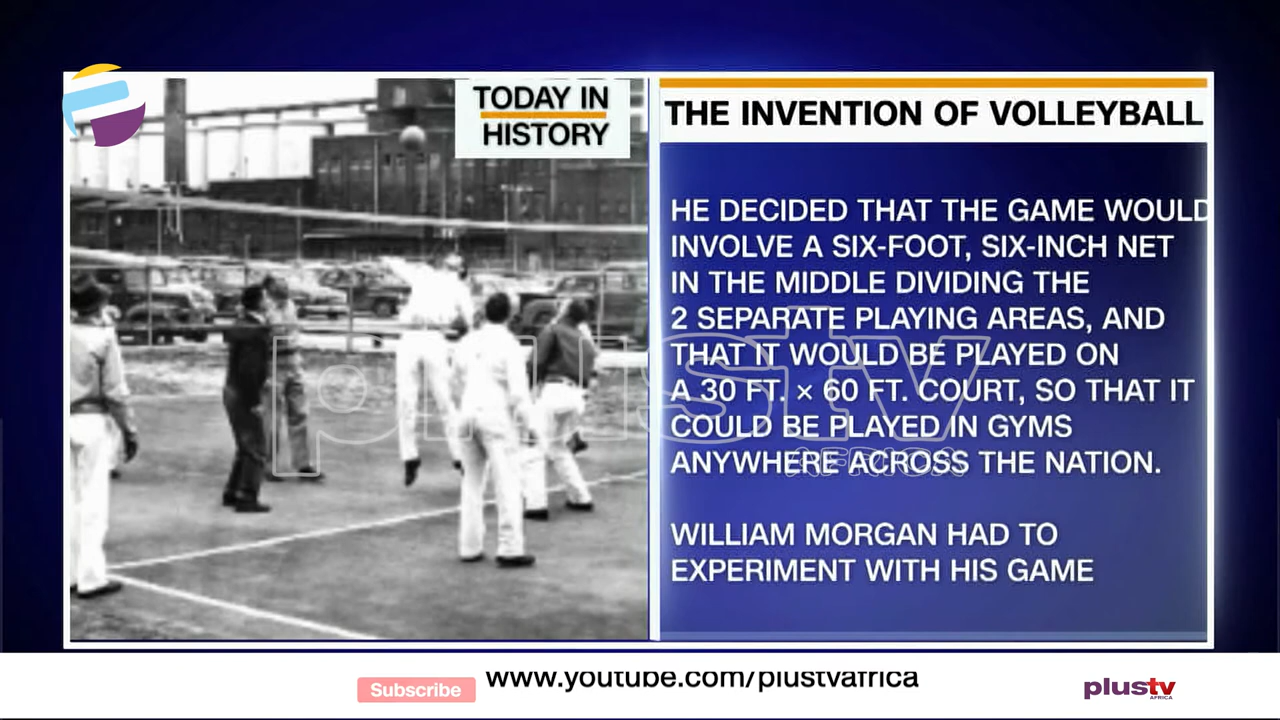 TODAY IN
HISTORY
THE INVENTION OF VOLLEYBALL
HE DECIDED THAT THE GAME WOULD
INVOLVE A SIX-FOOT, SIX-INCH NET
IN THE MIDDLE DIVIDING THE
2 SEPARATE PLAYING AREAS, AND
THAT IT WOULD BE PLAYED ON
A 30 FT. × 60 FT. COURT, SO THAT IT
COULD BE PLAYED IN GYMS
ANYWHERE ACROSS THE NATION.
WILLIAM MORGAN HAD TO
EXPERIMENT WITH HIS GAME
plustv
AFRICA
Subscribe
www.youtube.com/plustvafrica
plustv
AFRICA